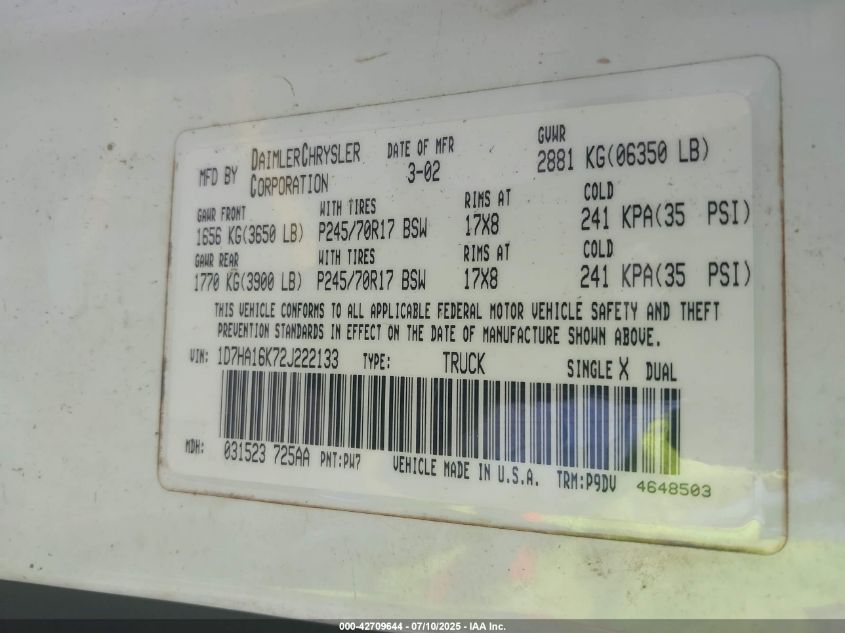 MFD BY DAIMLERCHRYSLER CORPORATION DATE OF MFR 3-02 GVWR 2881 KG(06350 LB)
GAWR FRONT WITH TIRES RIMS AT COLD
1656 KG(3650 LB) P245/70R17 BSW 17X8 241 KPA(35 PSI)
GAWR REAR WITH TIRES RIMS AT COLD
1770 KG(3900 LB) P245/70R17 BSW 17X8 241 KPA(35 PSI)
THIS VEHICLE CONFORMS TO ALL APPLICABLE FEDERAL MOTOR VEHICLE SAFETY AND THEFT
PREVENTION STANDARDS IN EFFECT ON THE DATE OF MANUFACTURE SHOWN ABOVE.
VIN: 1D7HA16K72J222133 TYPE: TRUCK SINGLE X DUAL
MDH: 031523 725AA PNT:PW7 VEHICLE MADE IN U.S.A. TRM:P9DV 4648503
000-42709644 - 07/10/2025 - IAA Inc.